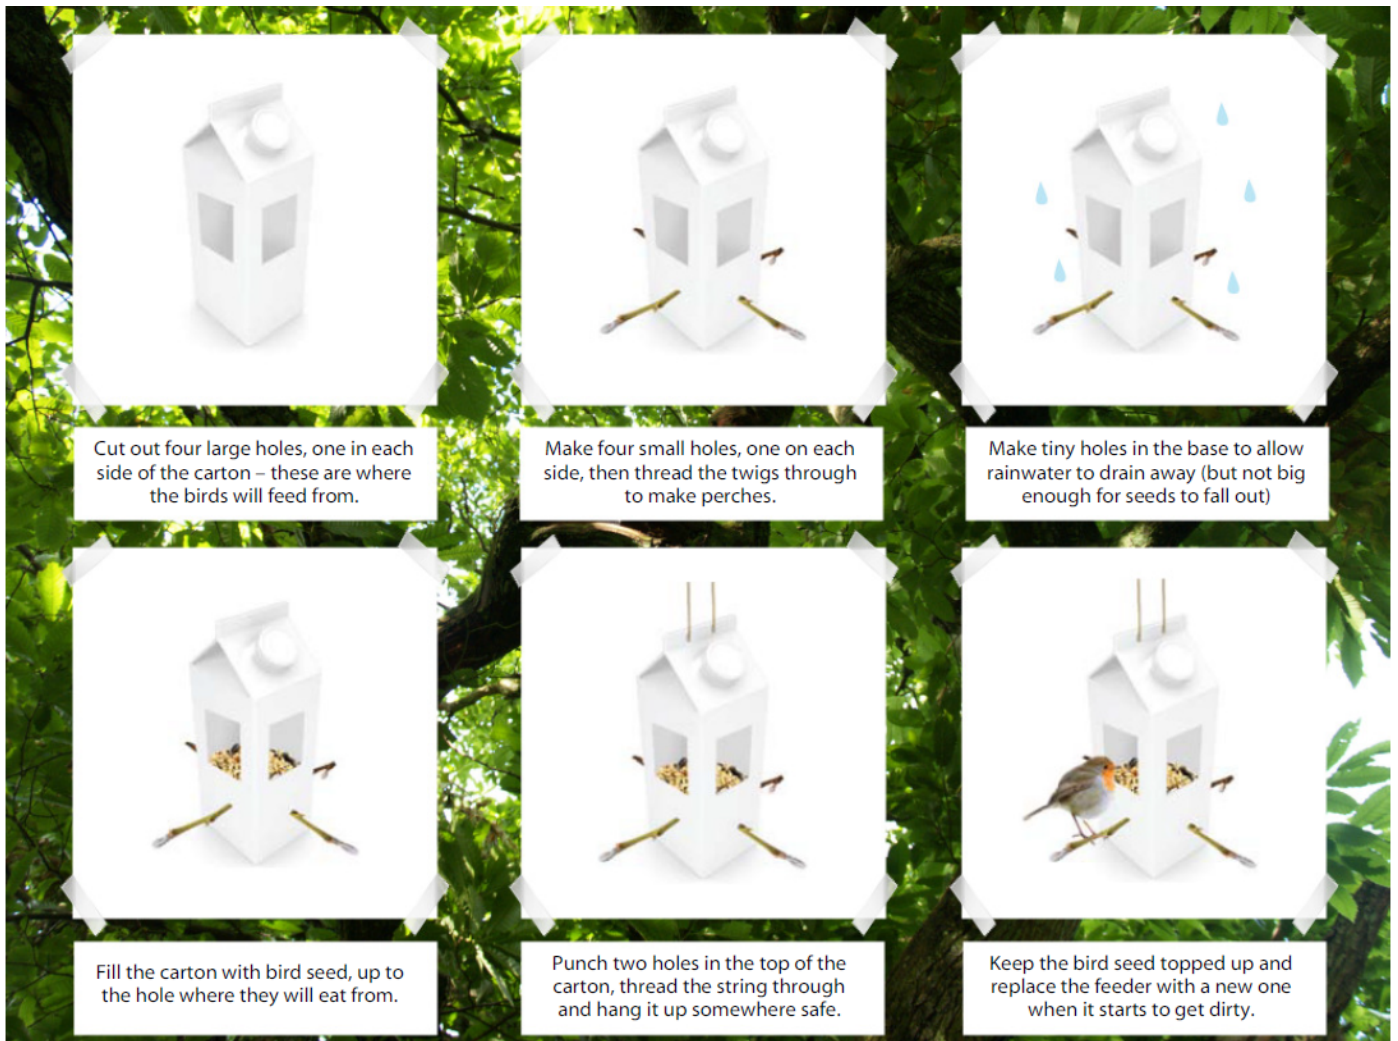 Cut out four large holes, one in each
side of the carton – these are where
the birds will feed from.
Make four small holes, one on each
side, then thread the twigs through
to make perches.
Make tiny holes in the base to allow
rainwater to drain away (but not big
enough for seeds to fall out)
Fill the carton with bird seed, up to
the hole where they will eat from.
Punch two holes in the top of the
carton, thread the string through
and hang it up somewhere safe.
Keep the bird seed topped up and
replace the feeder with a new one
when it starts to get dirty.